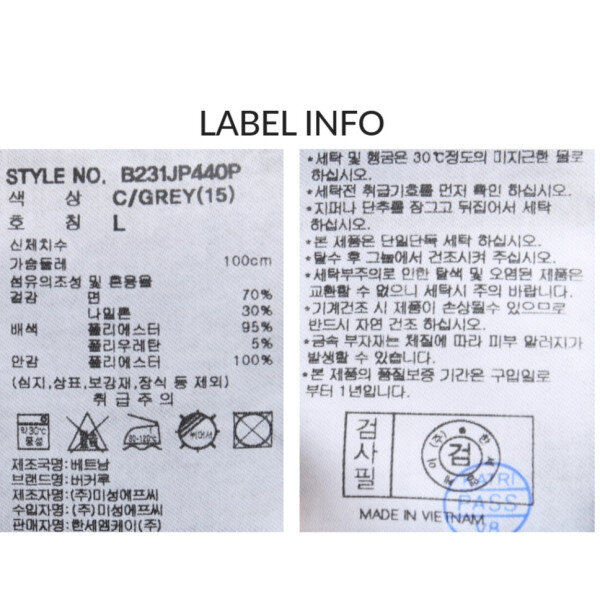 LABEL INFO
STYLE NO. B231JP440P
색 상 C/GREY(15)
호 칭 L
신체치수
가슴둘레 100cm
섬유의조성 및 혼용율
겉감 면 70%
나일론 30%
배색 폴리에스터 95%
폴리우레탄 5%
안감 폴리에스터 100%
(심지,상표,보강재,장식 등 제외)
취급주의
약30℃
물성
80-120℃
뉘어서
제조국명:베트남
브랜드명:버커루
제조자명:(주)미성에프씨
수입자명:(주)미성에프씨
판매자명:한세엠케이(주)
*세탁 및 헹굼은 30℃정도의 미지근한 물로
하십시오.
*세탁전 취급기호를 먼저 확인 하십시오.
*지퍼나 단추를 잠그고 뒤집어서 세탁
하십시오.
*본 제품은 단일단독 세탁 하십시오.
*탈수 후 그늘에서 건조시켜 주십시오.
*세탁부주의로 인한 탈색 및 오염된 제품은
교환할 수 없으니 세탁시 주의 바랍니다.
*기계건조 시 제품이 손상될수 있으므로
반드시 자연 건조 하십시오.
*금속 부자재는 체질에 따라 피부 알러지가
발생할 수 있습니다.
*본 제품의 품질보증 기간은 구입일로
부터 1년입니다.
검사필
(주)
검
KATRI
PASS
V8
MADE IN VIETNAM